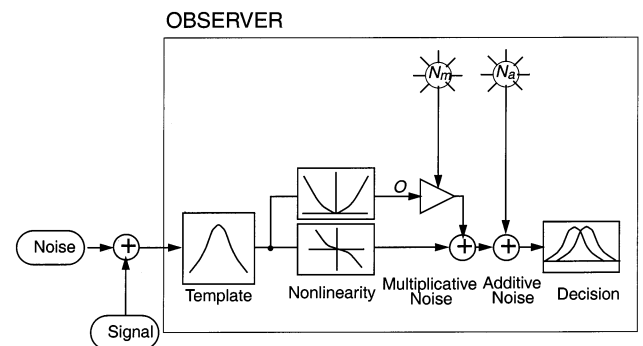 OBSERVER
Nm
Na
O
Noise
+
+
+
Template
Nonlinearity
Multiplicative
Noise
Additive
Noise
Decision
Signal